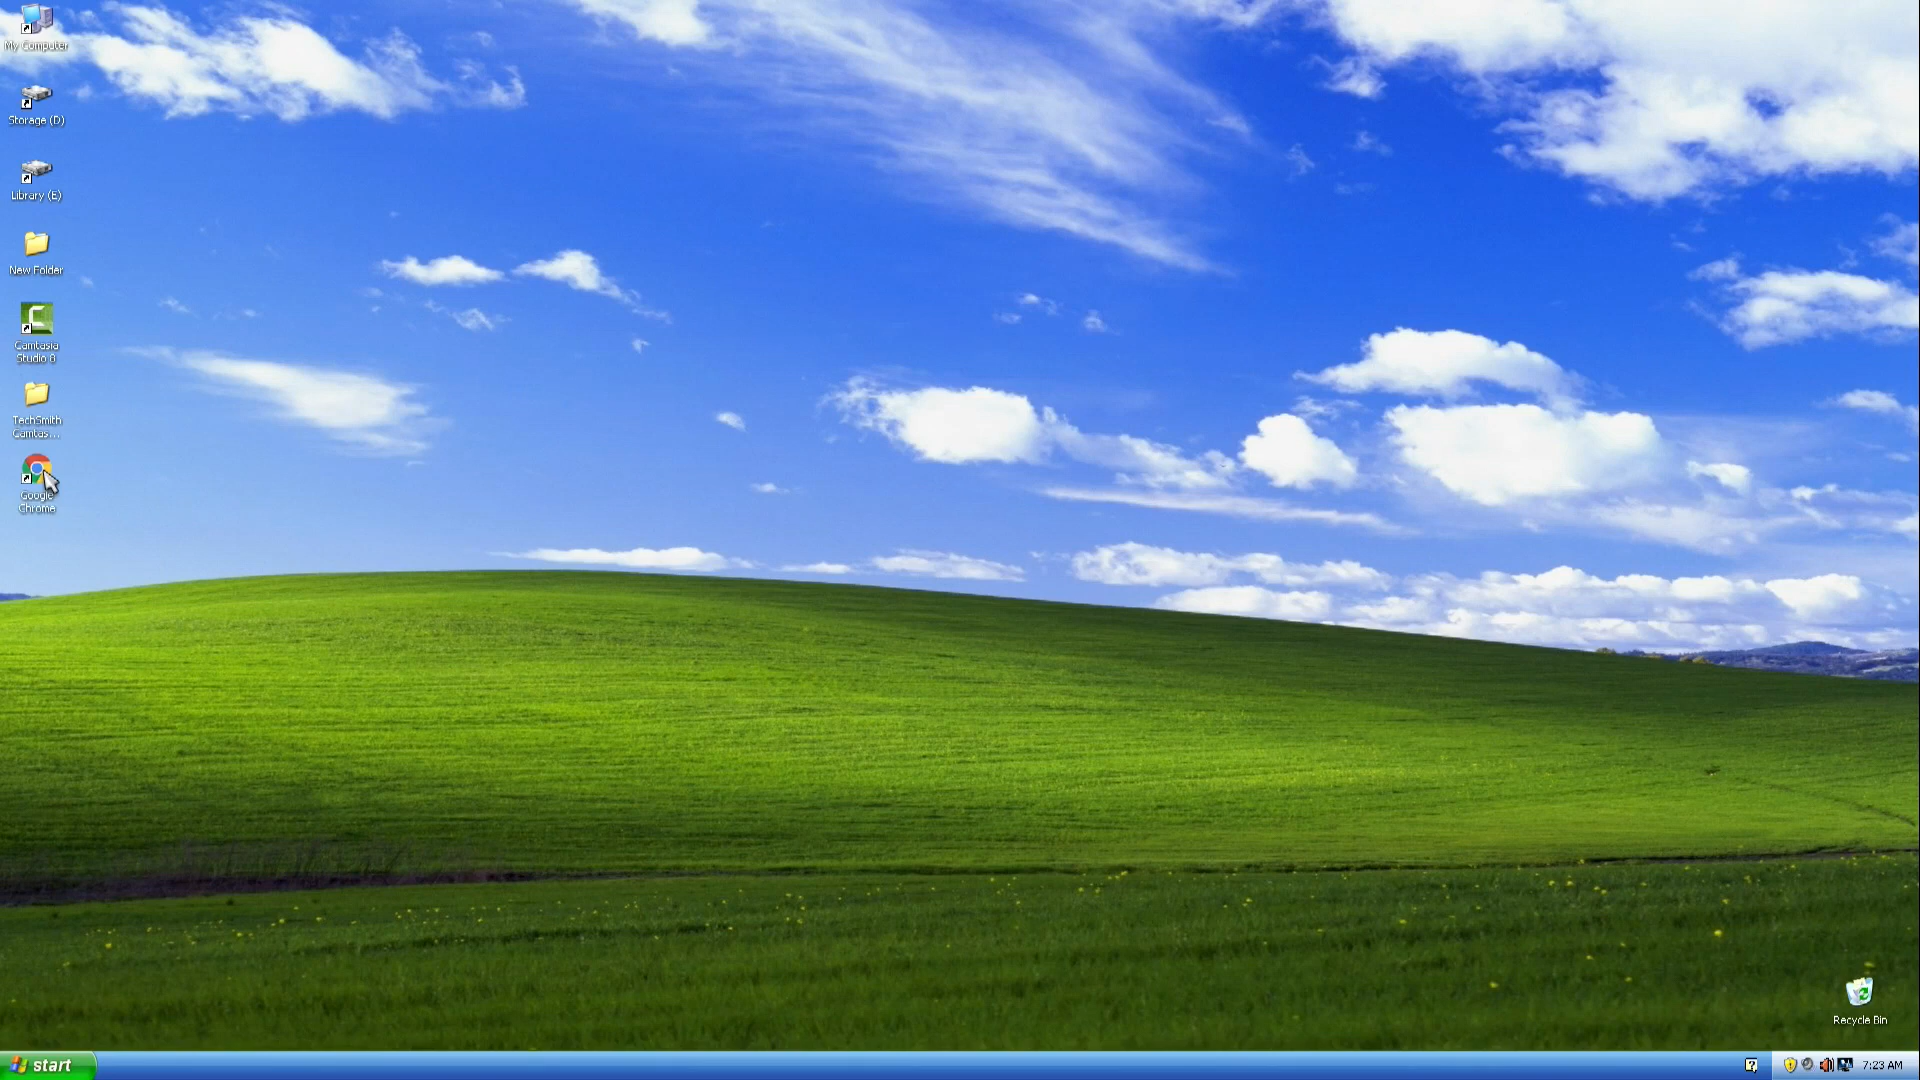 My Computer
Storage (D)
Library (E)
New Folder
Camtasia
Studio 8
TechSmith
Camtas...
Google
Chrome
Recycle Bin
start
7:23 AM